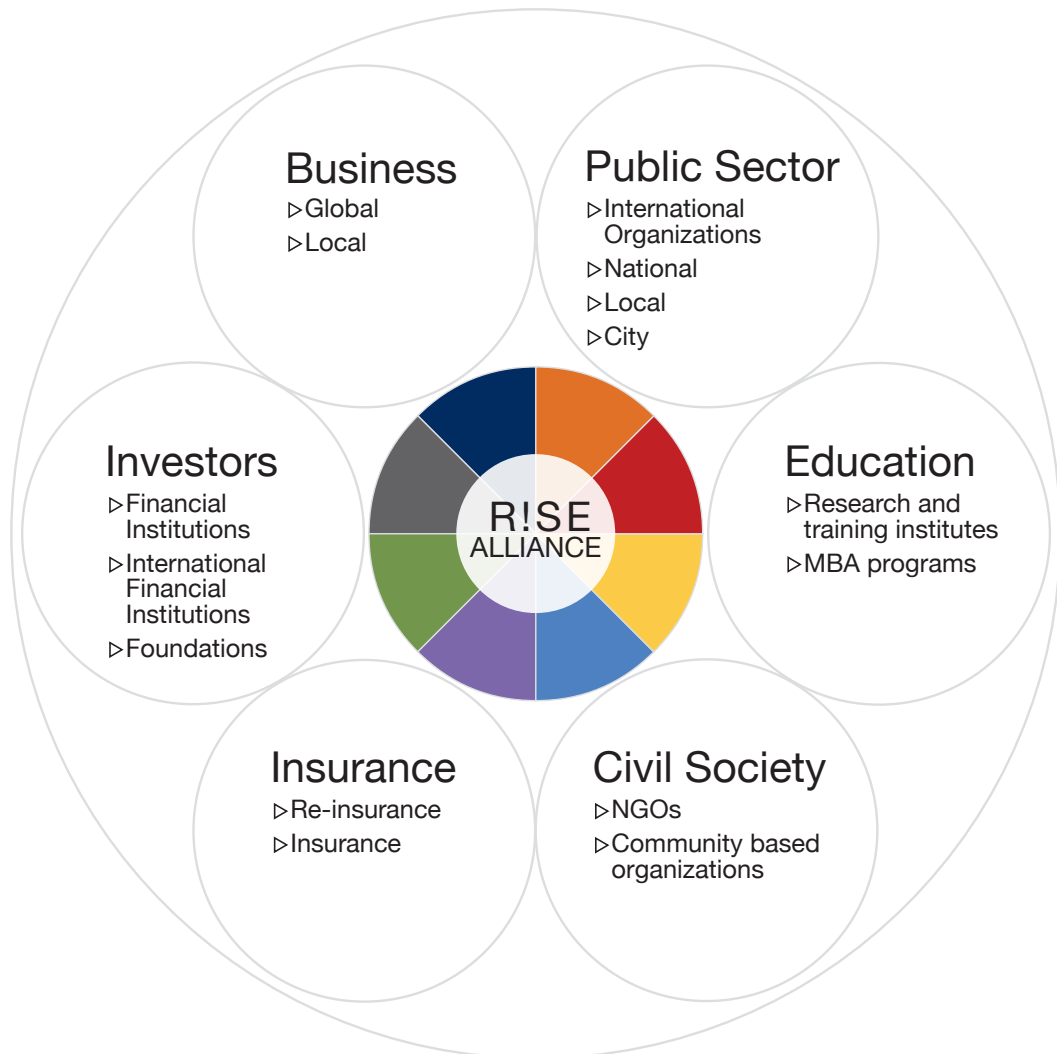 Business
▷Global
▷Local
Public Sector
▷International
Organizations
▷National
▷Local
▷City
Investors
▷Financial
Institutions
▷International
Financial
Institutions
▷Foundations
R!SE
ALLIANCE
Education
▷Research and
training institutes
▷MBA programs
Insurance
▷Re-insurance
▷Insurance
Civil Society
▷NGOs
▷Community based
organizations